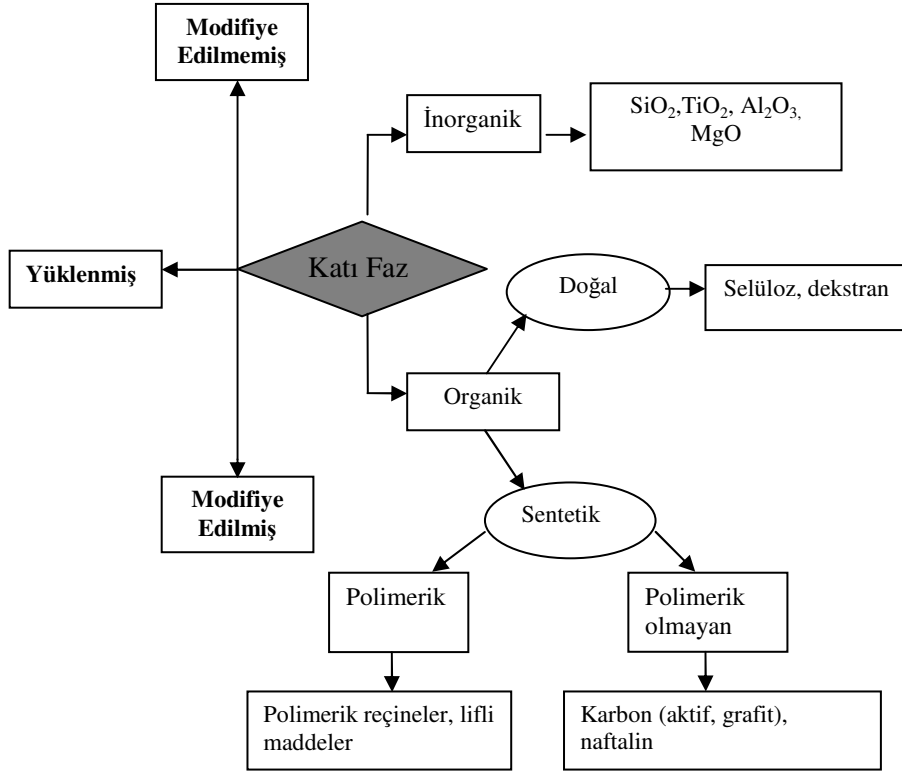 Modifiye
Edilmemiş
İnorganik
SiO₂,TiO₂, Al₂O₃,
MgO
Katı Faz
Yüklenmiş
Doğal
Selüloz, dekstran
Organik
Modifiye
Edilmiş
Sentetik
Polimerik
Polimerik
olmayan
Polimerik reçineler, lifli
maddeler
Karbon (aktif, grafit),
naftalin